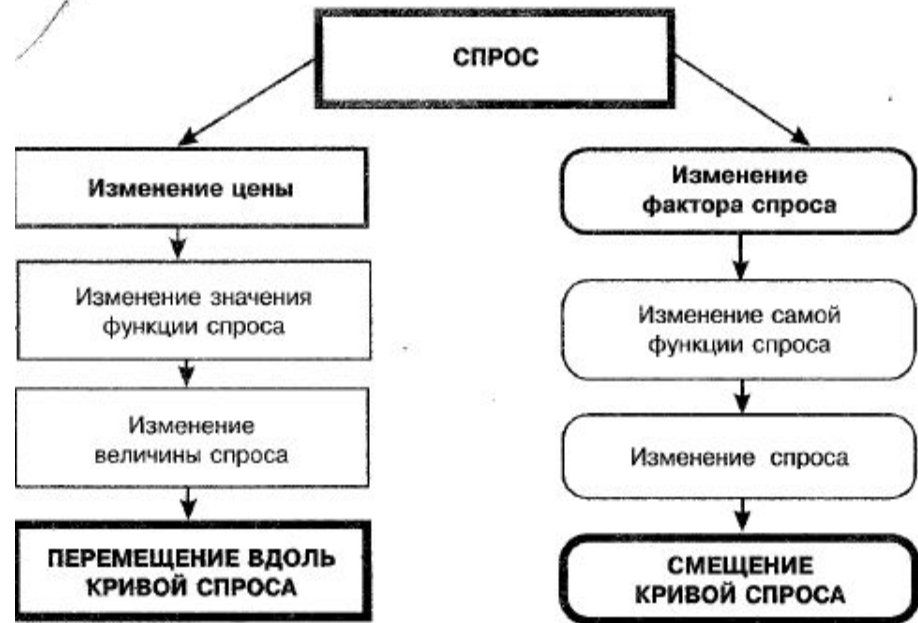 СПРОС
Изменение цены
Изменение значения
функции спроса
Изменение
величины спроса
ПЕРЕМЕЩЕНИЕ ВДОЛЬ
КРИВОЙ СПРОСА
Изменение
фактора спроса
Изменение самой
функции спроса
Изменение спроса
СМЕЩЕНИЕ
КРИВОЙ СПРОСА